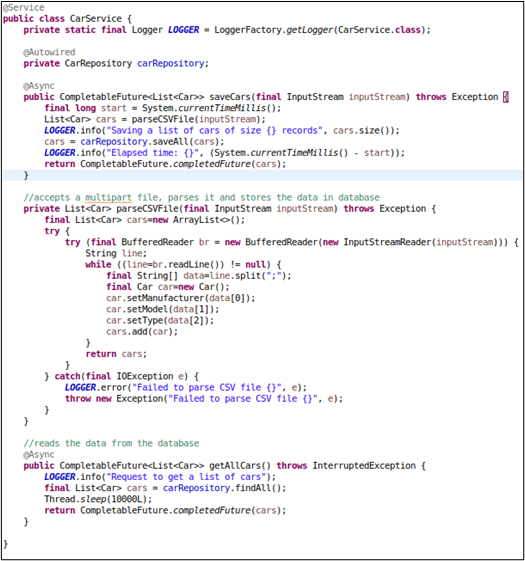 @Service
public class CarService {
    private static final Logger LOGGER = LoggerFactory.getLogger(CarService.class);

    @Autowired
    private CarRepository carRepository;

    @Async
    public CompletableFuture<List<Car>> saveCars(final InputStream inputStream) throws Exception {
        final long start = System.currentTimeMillis();
        List<Car> cars = parseCSVFile(inputStream);
        LOGGER.info("Saving a list of cars of size {} records", cars.size());
        cars = carRepository.saveAll(cars);
        LOGGER.info("Elapsed time: {}", (System.currentTimeMillis() - start));
        return CompletableFuture.completedFuture(cars);
    }

    //accepts a multipart file, parses it and stores the data in database
    private List<Car> parseCSVFile(final InputStream inputStream) throws Exception {
        final List<Car> cars=new ArrayList<>();
        try {
            try (final BufferedReader br = new BufferedReader(new InputStreamReader(inputStream))) {
                String line;
                while ((line=br.readLine()) != null) {
                    final String[] data=line.split(";");
                    final Car car=new Car();
                    car.setManufacturer(data[0]);
                    car.setModel(data[1]);
                    car.setType(data[2]);
                    cars.add(car);
                }
                return cars;
            }
        } catch(final IOException e) {
            LOGGER.error("Failed to parse CSV file {}", e);
            throw new Exception("Failed to parse CSV file {}", e);
        }
    }

    //reads the data from the database
    @Async
    public CompletableFuture<List<Car>> getAllCars() throws InterruptedException {
        LOGGER.info("Request to get a list of cars");
        final List<Car> cars = carRepository.findAll();
        Thread.sleep(10000L);
        return CompletableFuture.completedFuture(cars);
    }

}